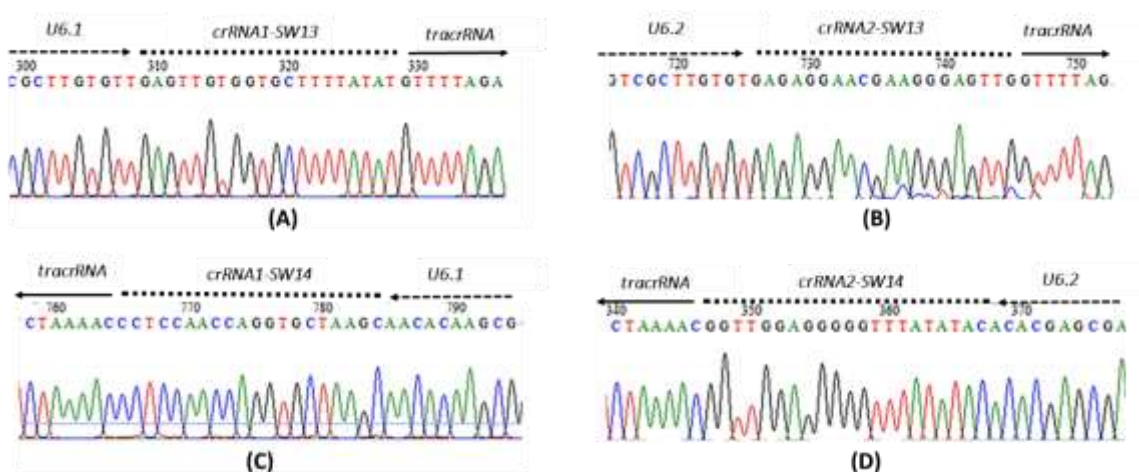 U6.1 crRNA1-SW13 tracrRNA
300 310 320 330
CGCTTGTGTTGAGTTGTGGTGCTTTTATATGTTTTAGA
(A)
U6.2 crRNA2-SW13 tracrRNA
720 730 740 750
GTCGCTTGTGTGAGAGGAACGAAGGGAGTTGGTTTTAG
(B)
tracrRNA crRNA1-SW14 U6.1
760 770 780 790
CTAAAACCCTCCAACCAGGTGCTAAGCAACACAAGCG
(C)
tracrRNA crRNA2-SW14 U6.2
340 350 360 370
CTAAAACGGTTGGAGGGGGTTTATATACACACGAGCGA
(D)